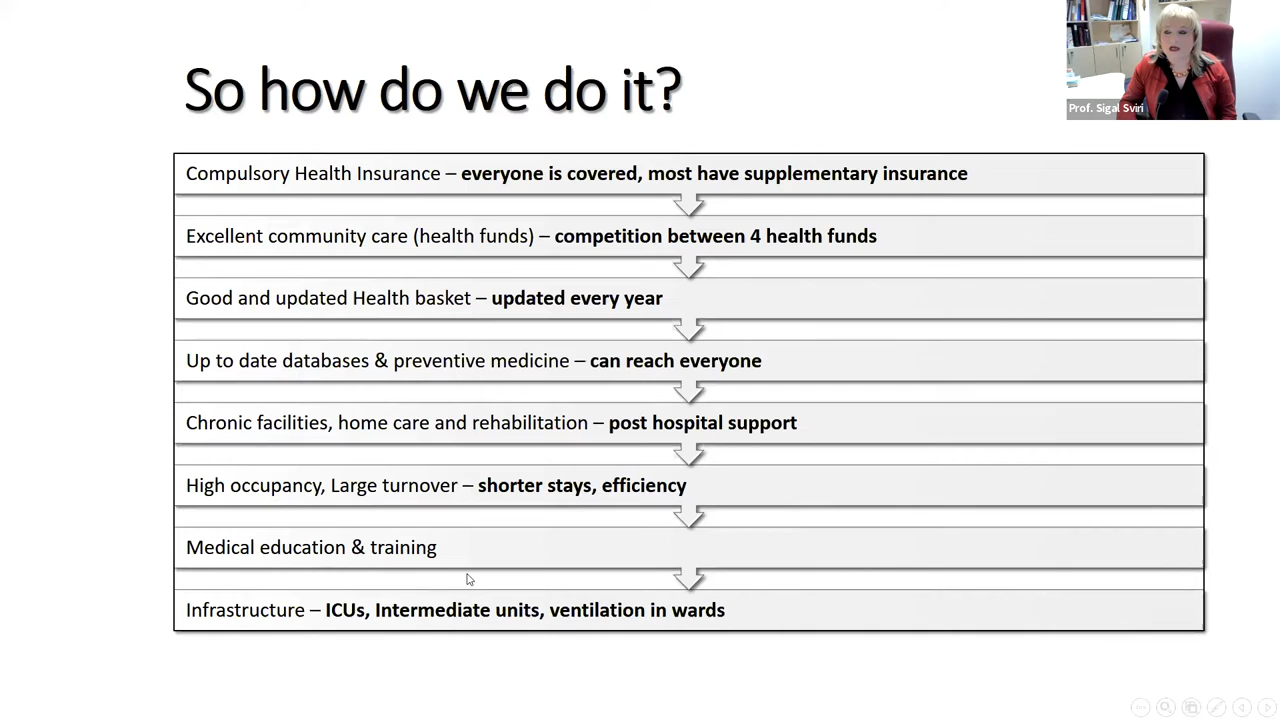 So how do we do it?
Prof. Sigal Sviri
Compulsory Health Insurance – everyone is covered, most have supplementary insurance
Excellent community care (health funds) – competition between 4 health funds
Good and updated Health basket – updated every year
Up to date databases & preventive medicine – can reach everyone
Chronic facilities, home care and rehabilitation – post hospital support
High occupancy, Large turnover – shorter stays, efficiency
Medical education & training
Infrastructure – ICUs, Intermediate units, ventilation in wards